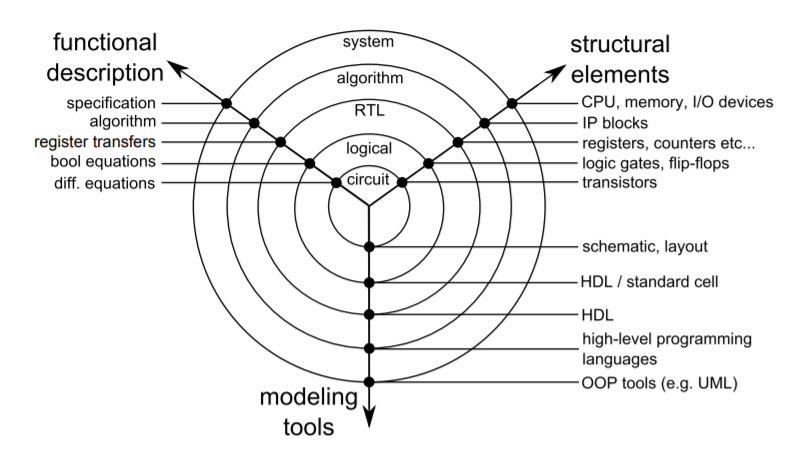 functional
description
specification
algorithm
register transfers
bool equations
diff. equations
system
algorithm
RTL
logical
circuit
structural
elements
CPU, memory, I/O devices
IP blocks
registers, counters etc...
logic gates, flip-flops
transistors
schematic, layout
HDL / standard cell
HDL
high-level programming
languages
OOP tools (e.g. UML)
modeling
tools